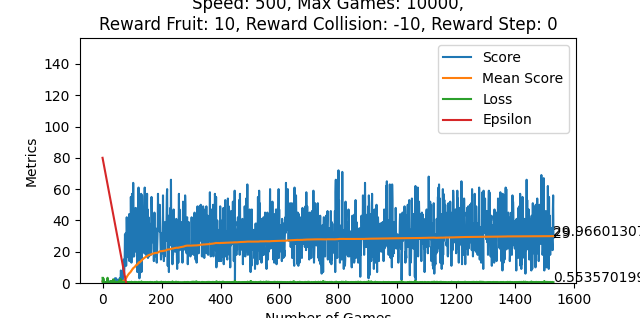 Speed: 500, Max Games: 10000,
Reward Fruit: 10, Reward Collision: -10, Reward Step: 0
Score
Mean Score
Loss
Epsilon
Metrics
140
120
100
80
60
40
20
0
29.96601307
0.553570199
0 200 400 600 800 1000 1200 1400 1600
Number of Games